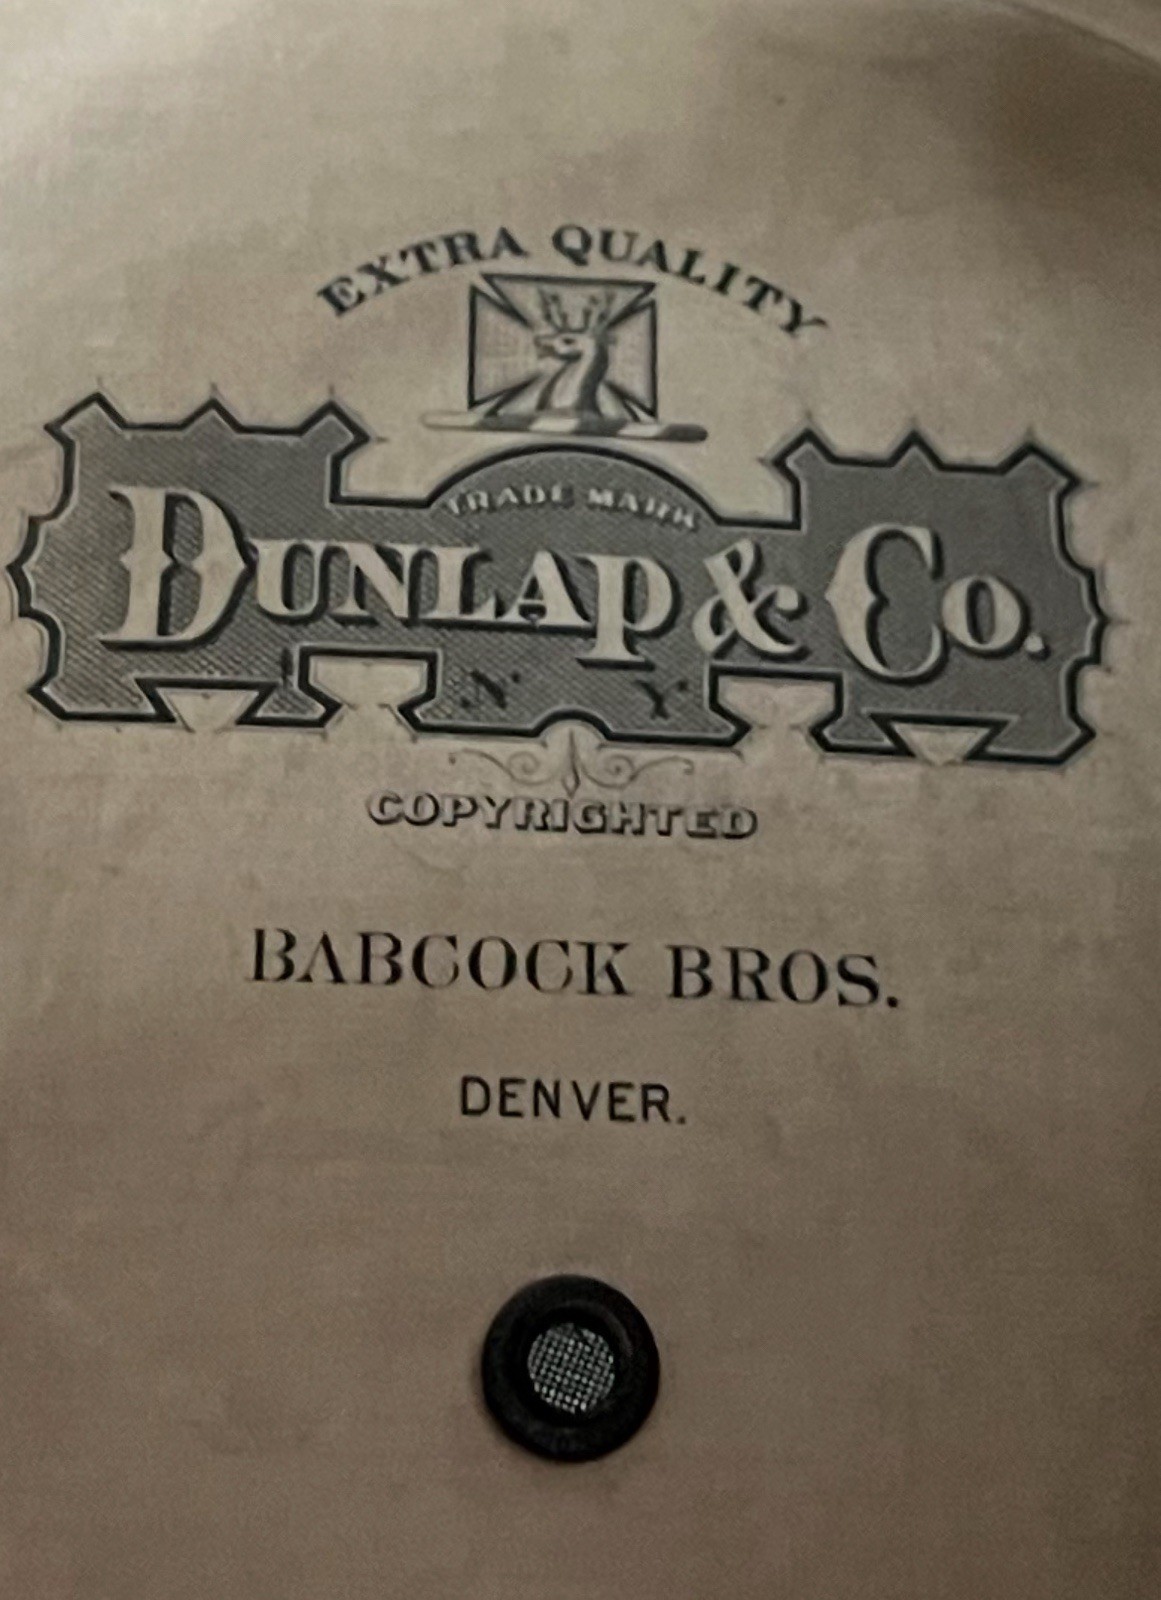 EXTRA QUALITY
TRADE MARK
DUNLAP & CO.
N. Y.
COPYRIGHTED
BABCOCK BROS.
DENVER.